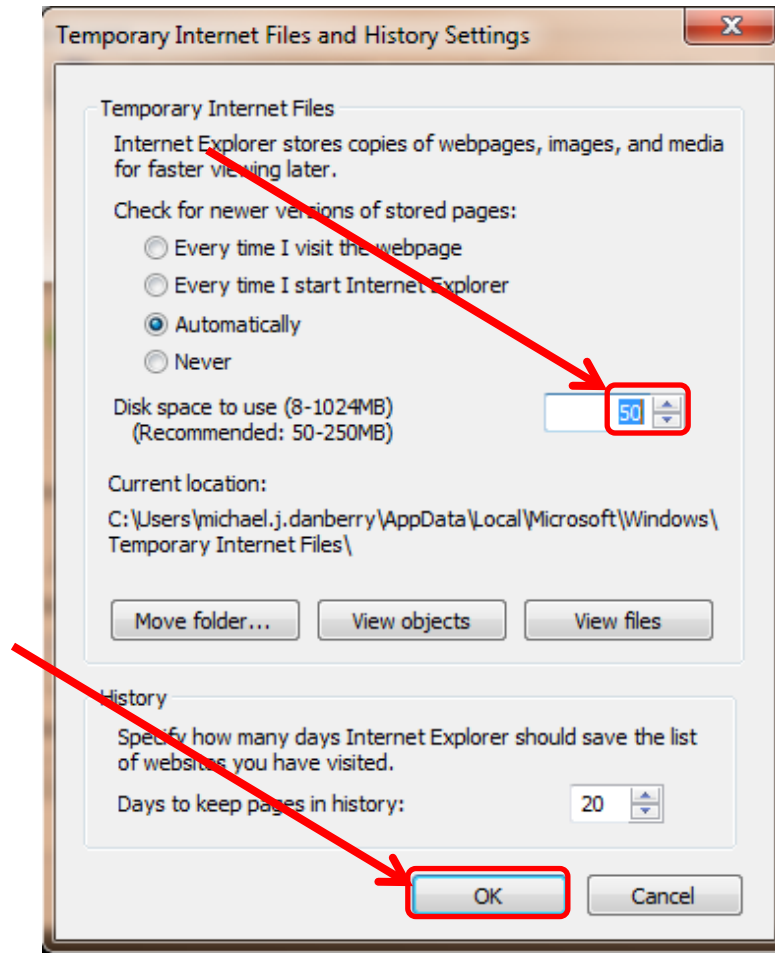 Temporary Internet Files and History Settings
Temporary Internet Files
Internet Explorer stores copies of webpages, images, and media
for faster viewing later.
Check for newer versions of stored pages:
Every time I visit the webpage
Every time I start Internet Explorer
Automatically
Never
Disk space to use (8-1024MB)
(Recommended: 50-250MB)
50
Current location:
C:\Users\michael.j.danberry\AppData\Local\Microsoft\Windows\
Temporary Internet Files\
Move folder... View objects View files
History
Specify how many days Internet Explorer should save the list
of websites you have visited.
Days to keep pages in history: 20
OK Cancel